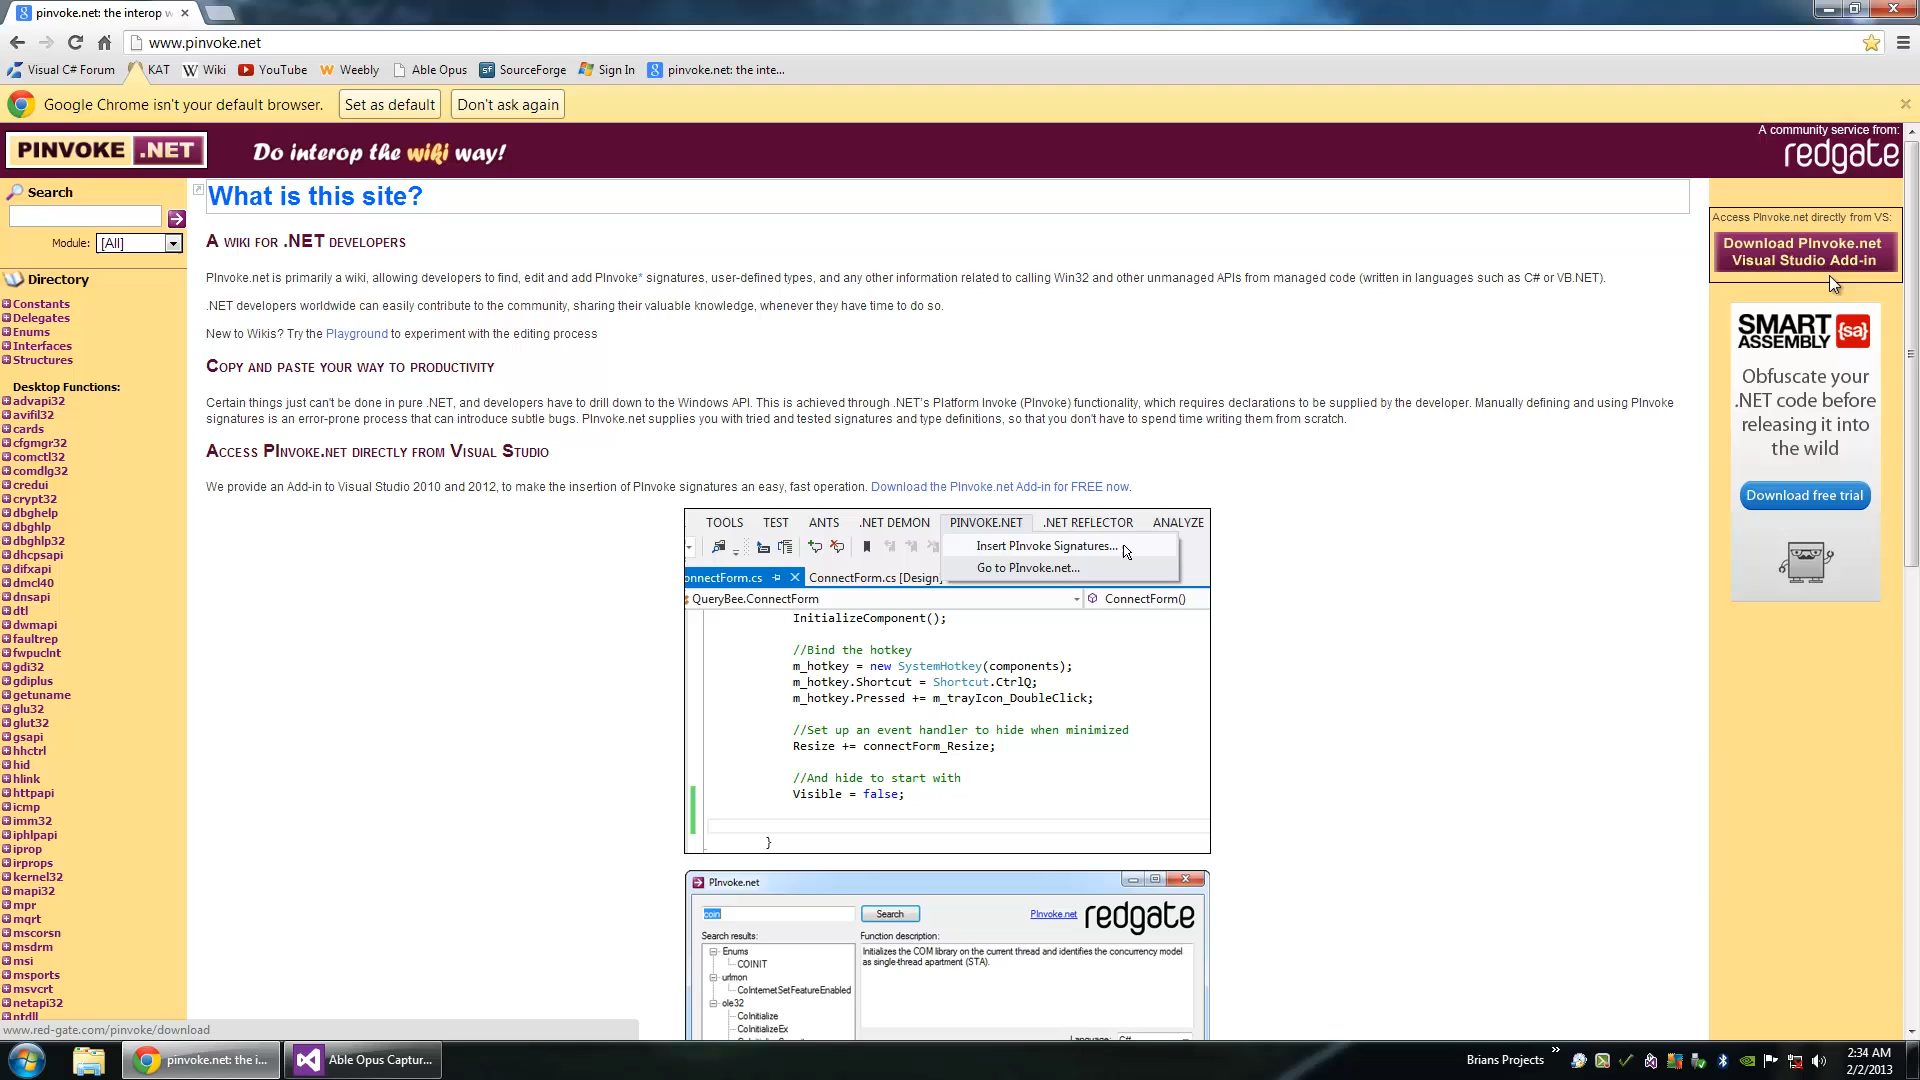 pinvoke.net: the interop w
www.pinvoke.net
Visual C# Forum KAT Wiki YouTube Weebly Able Opus SourceForge Sign In pinvoke.net: the inte...
Google Chrome isn't your default browser. Set as default Don't ask again
PINVOKE .NET
Do interop the wiki way!
A community service from:
redgate
Search
Module: [All]
Directory
Constants
Delegates
Enums
Interfaces
Structures
Desktop Functions:
advapi32
avifil32
cards
cfgmgr32
comctl32
comdlg32
credui
crypt32
dbghelp
dbghlp
dbghlp32
dhcpsapi
difxapi
dmcl40
dnsapi
dtl
dwmapi
faultrep
fwpuclnt
gdi32
gdiplus
getuname
glu32
glut32
gsapi
hhctrl
hid
hlink
httpapi
icmp
imm32
iphlpapi
iprop
irprops
kernel32
mapi32
mpr
mqrt
mscorsn
msdrm
msi
msports
msvcrt
netapi32
ntdll
What is this site?
A wiki for .NET developers
PInvoke.net is primarily a wiki, allowing developers to find, edit and add PInvoke* signatures, user-defined types, and any other information related to calling Win32 and other unmanaged APIs from managed code (written in languages such as C# or VB.NET).
.NET developers worldwide can easily contribute to the community, sharing their valuable knowledge, whenever they have time to do so.
New to Wikis? Try the Playground to experiment with the editing process
Copy and paste your way to productivity
Certain things just can't be done in pure .NET, and developers have to drill down to the Windows API. This is achieved through .NET's Platform Invoke (PInvoke) functionality, which requires declarations to be supplied by the developer. Manually defining and using PInvoke
signatures is an error-prone process that can introduce subtle bugs. PInvoke.net supplies you with tried and tested signatures and type definitions, so that you don't have to spend time writing them from scratch.
Access PInvoke.net directly from Visual Studio
We provide an Add-in to Visual Studio 2010 and 2012, to make the insertion of PInvoke signatures an easy, fast operation. Download the PInvoke.net Add-in for FREE now.
TOOLS TEST ANTS .NET DEMON PINVOKE.NET .NET REFLECTOR ANALYZE
Insert PInvoke Signatures...
Go to PInvoke.net...
onnectForm.cs ConnectForm.cs [Design]
QueryBee.ConnectForm ConnectForm()
InitializeComponent();
//Bind the hotkey
m_hotkey = new SystemHotkey(components);
m_hotkey.Shortcut = Shortcut.CtrlQ;
m_hotkey.Pressed += m_trayIcon_DoubleClick;
//Set up an event handler to hide when minimized
Resize += connectForm_Resize;
//And hide to start with
Visible = false;
}
PInvoke.net
coin Search PInvoke.net redgate
Search results: Function description:
Enums
COINIT
urlmon
CoInternetSetFeatureEnabled
ole32
CoInitialize
CoInitializeEx
Initializes the COM library on the current thread and identifies the concurrency model
as single-thread apartment (STA).
Language: C#
Access PInvoke.net directly from VS:
Download PInvoke.net
Visual Studio Add-in
SMART
ASSEMBLY {sa}
Obfuscate your
.NET code before
releasing it into
the wild
Download free trial
www.red-gate.com/pinvoke/download
pinvoke.net: the i... Able Opus Captur...
Brians Projects
2:34 AM
2/2/2013